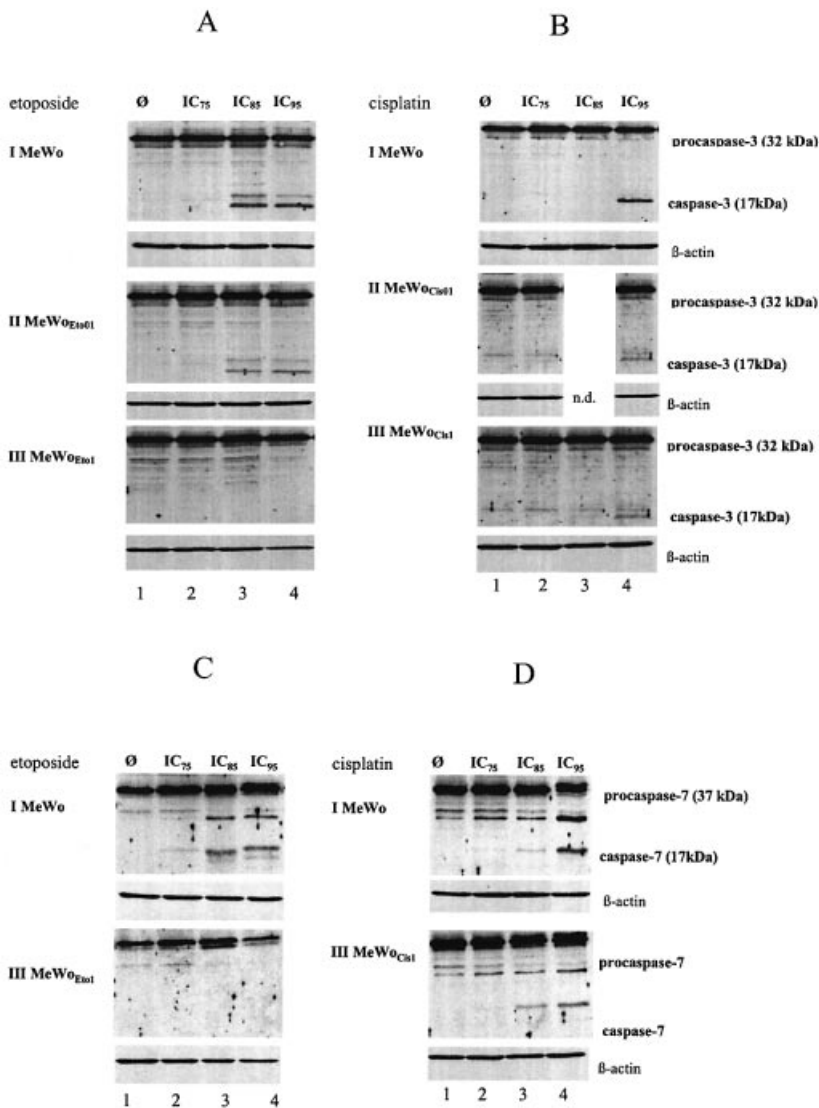 A B
etoposide Ø IC75 IC85 IC95 cisplatin Ø IC75 IC85 IC95
I MeWo I MeWo procaspase-3 (32 kDa)
caspase-3 (17kDa)
ß-actin
II MeWoEto01 II MeWoCis01 procaspase-3 (32 kDa)
caspase-3 (17kDa)
n.d. ß-actin
III MeWoEto1 III MeWoCis1 procaspase-3 (32 kDa)
caspase-3 (17kDa)
ß-actin
1 2 3 4 1 2 3 4
C D
etoposide Ø IC75 IC85 IC95 cisplatin Ø IC75 IC85 IC95
I MeWo I MeWo procaspase-7 (37 kDa)
caspase-7 (17kDa)
ß-actin
III MeWoEto1 III MeWoCis1 procaspase-7
caspase-7
ß-actin
1 2 3 4 1 2 3 4